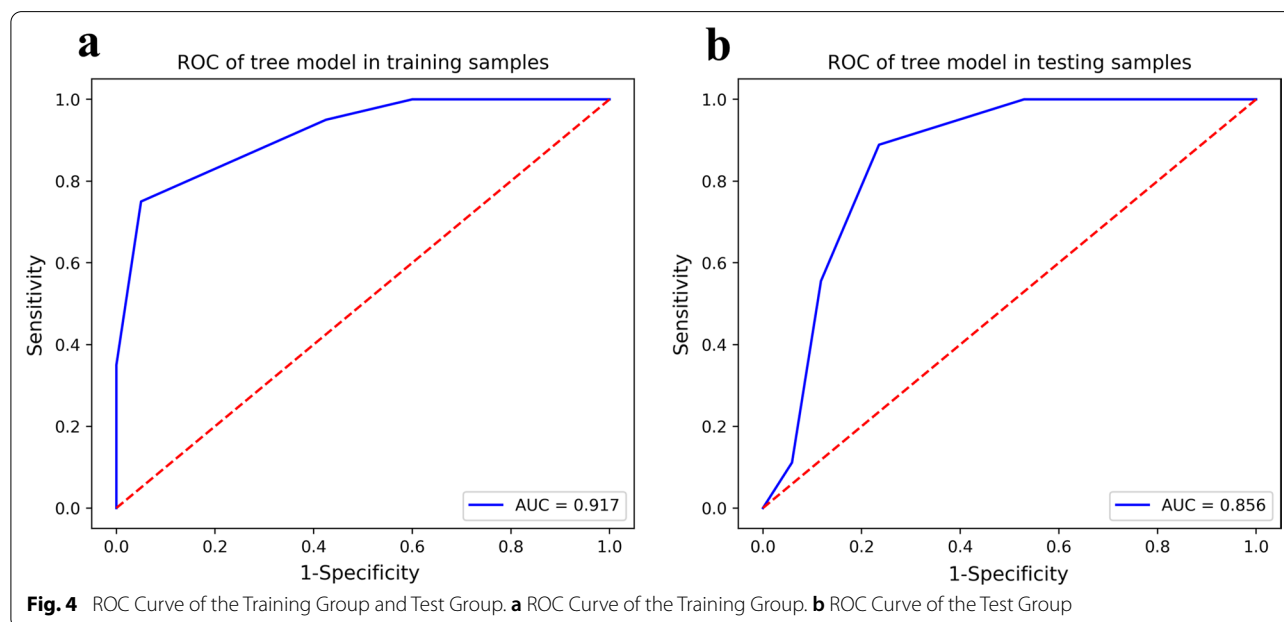 a
ROC of tree model in training samples
1.0
0.8
0.6
0.4
0.2
0.0
Sensitivity
0.0 0.2 0.4 0.6 0.8 1.0
1-Specificity
AUC = 0.917
b
ROC of tree model in testing samples
1.0
0.8
0.6
0.4
0.2
0.0
Sensitivity
0.0 0.2 0.4 0.6 0.8 1.0
1-Specificity
AUC = 0.856
Fig. 4 ROC Curve of the Training Group and Test Group. a ROC Curve of the Training Group. b ROC Curve of the Test Group